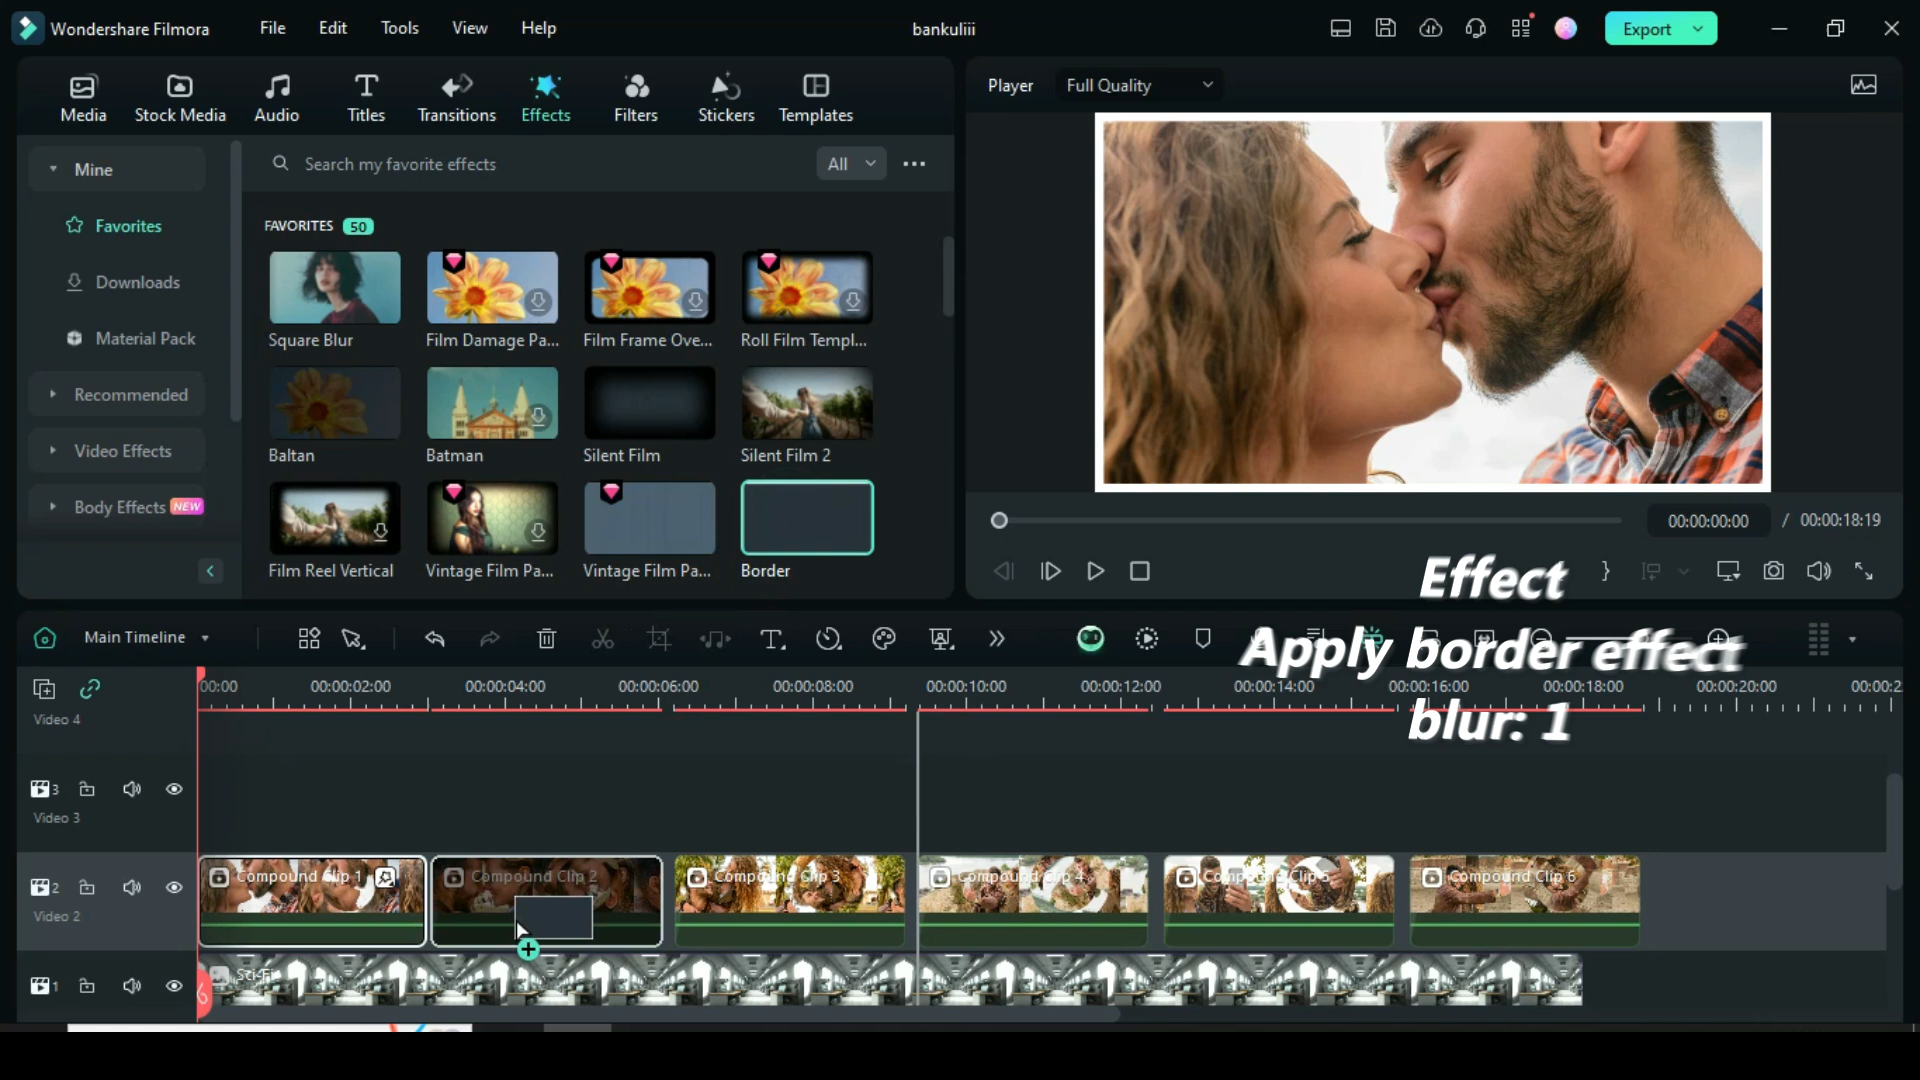 Wondershare Filmora
File
Edit
Tools
View
Help
bankuliii
Export
Media
Stock Media
Audio
Titles
Transitions
Effects
Filters
Stickers
Templates
Player
Full Quality
Mine
Search my favorite effects
All
Favorites
Downloads
Material Pack
Recommended
Video Effects
Body Effects NEW
FAVORITES 50
Square Blur
Film Damage Pa...
Film Frame Ove...
Roll Film Templ...
Baltan
Batman
Silent Film
Silent Film 2
Film Reel Vertical
Vintage Film Pa...
Vintage Film Pa...
Border
00:00:00:00 / 00:00:18:19
Effect
Apply border effect
blur: 1
Main Timeline
00:00
00:00:02:00
00:00:04:00
00:00:06:00
00:00:08:00
00:00:10:00
00:00:12:00
00:00:14:00
00:00:16:00
00:00:18:00
00:00:20:00
00:00:2
Video 4
3
Video 3
2
Video 2
Compound Clip 1
Compound Clip 2
Compound Clip 3
Compound Clip 4
Compound Clip 5
Compound Clip 6
1
Sci-Fi